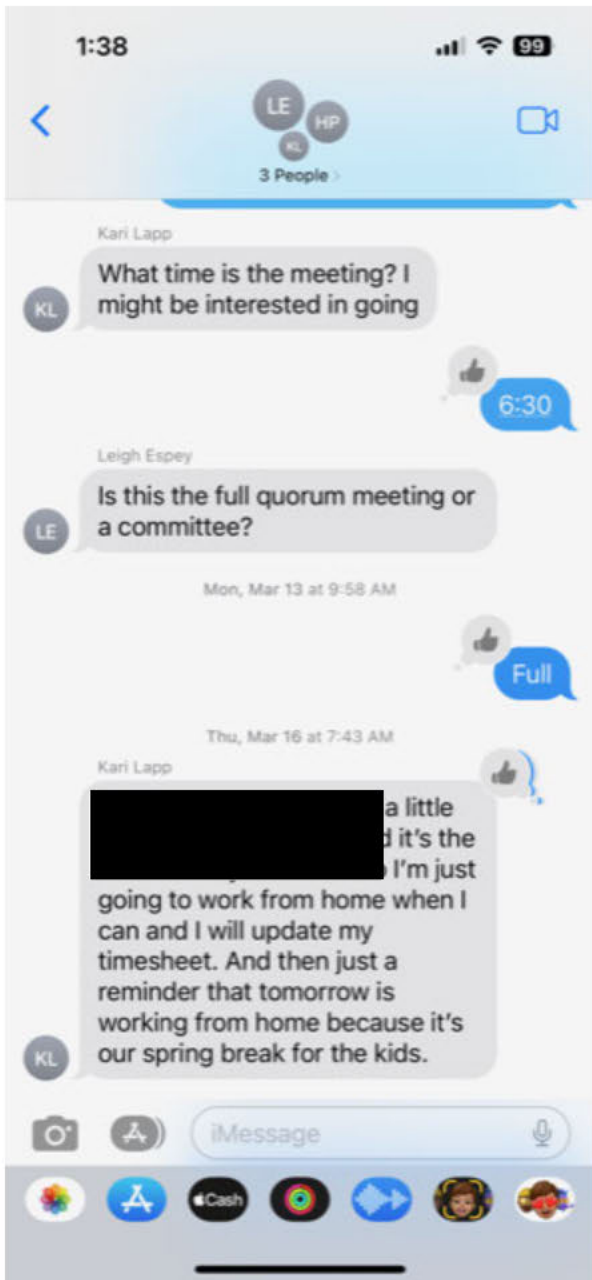 1:38
99
LE
HP
KL
3 People
Kari Lapp
What time is the meeting? I
might be interested in going
KL
6:30
Leigh Espey
Is this the full quorum meeting or
a committee?
LE
Mon, Mar 13 at 9:58 AM
Full
Thu, Mar 16 at 7:43 AM
Kari Lapp
a little
it's the
I'm just
going to work from home when I
can and I will update my
timesheet. And then just a
reminder that tomorrow is
working from home because it's
our spring break for the kids.
KL
iMessage
Cash